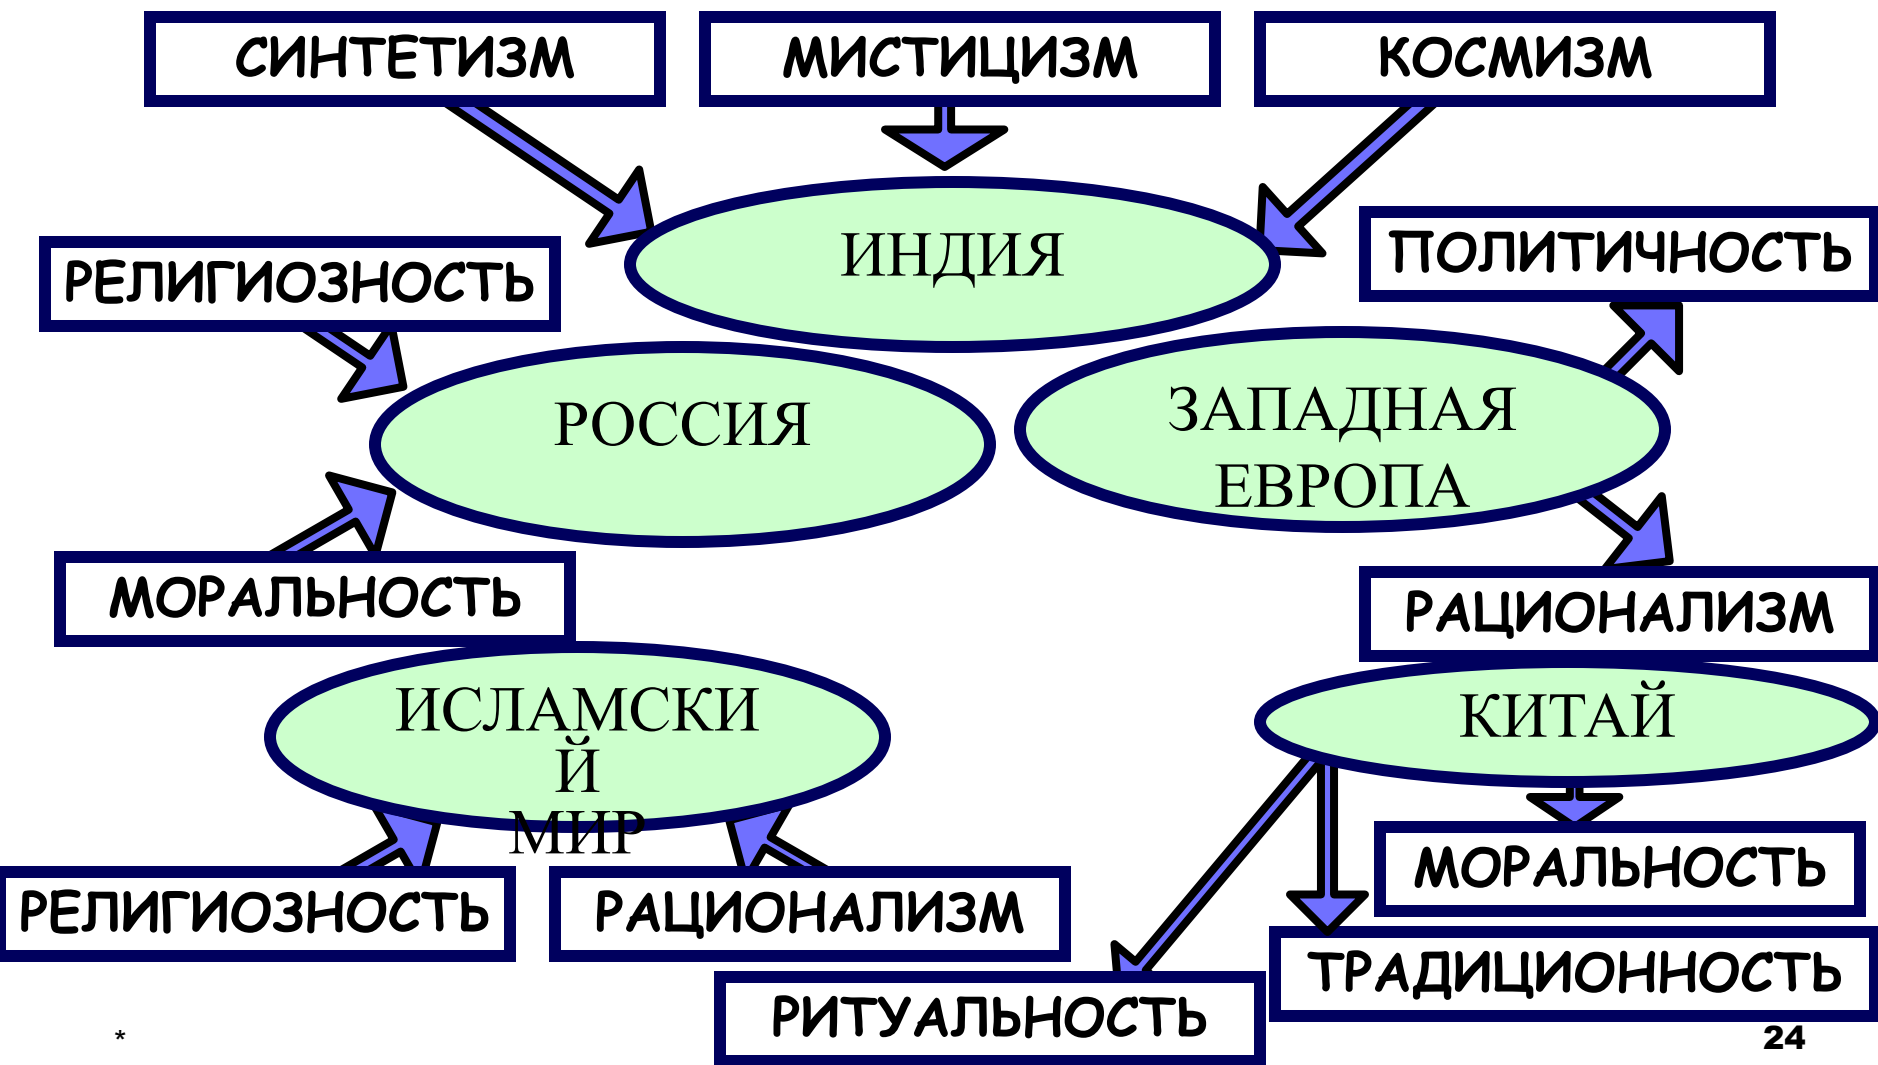 СИНТЕТИЗМ
МИСТИЦИЗМ
КОСМИЗМ
ИНДИЯ
ПОЛИТИЧНОСТЬ
РЕЛИГИОЗНОСТЬ
РОССИЯ
ЗАПАДНАЯ
ЕВРОПА
МОРАЛЬНОСТЬ
РАЦИОНАЛИЗМ
ИСЛАМСКИ
Й
МИР
КИТАЙ
МОРАЛЬНОСТЬ
РЕЛИГИОЗНОСТЬ
РАЦИОНАЛИЗМ
ТРАДИЦИОННОСТЬ
РИТУАЛЬНОСТЬ
*
24